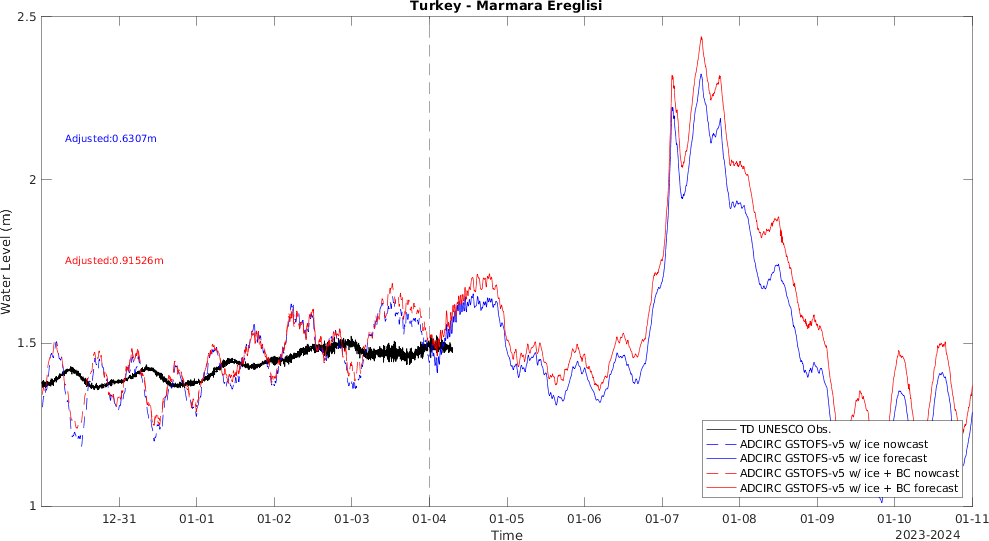 Turkey - Marmara Ereglisi
2.5
2
1.5
1
Water Level (m)
Adjusted:0.6307m
Adjusted:0.91526m
TD UNESCO Obs.
ADCIRC GSTOFS-v5 w/ ice nowcast
ADCIRC GSTOFS-v5 w/ ice forecast
ADCIRC GSTOFS-v5 w/ ice + BC nowcast
ADCIRC GSTOFS-v5 w/ ice + BC forecast
12-31 01-01 01-02 01-03 01-04 01-05 01-06 01-07 01-08 01-09 01-10 01-11
Time
2023-2024